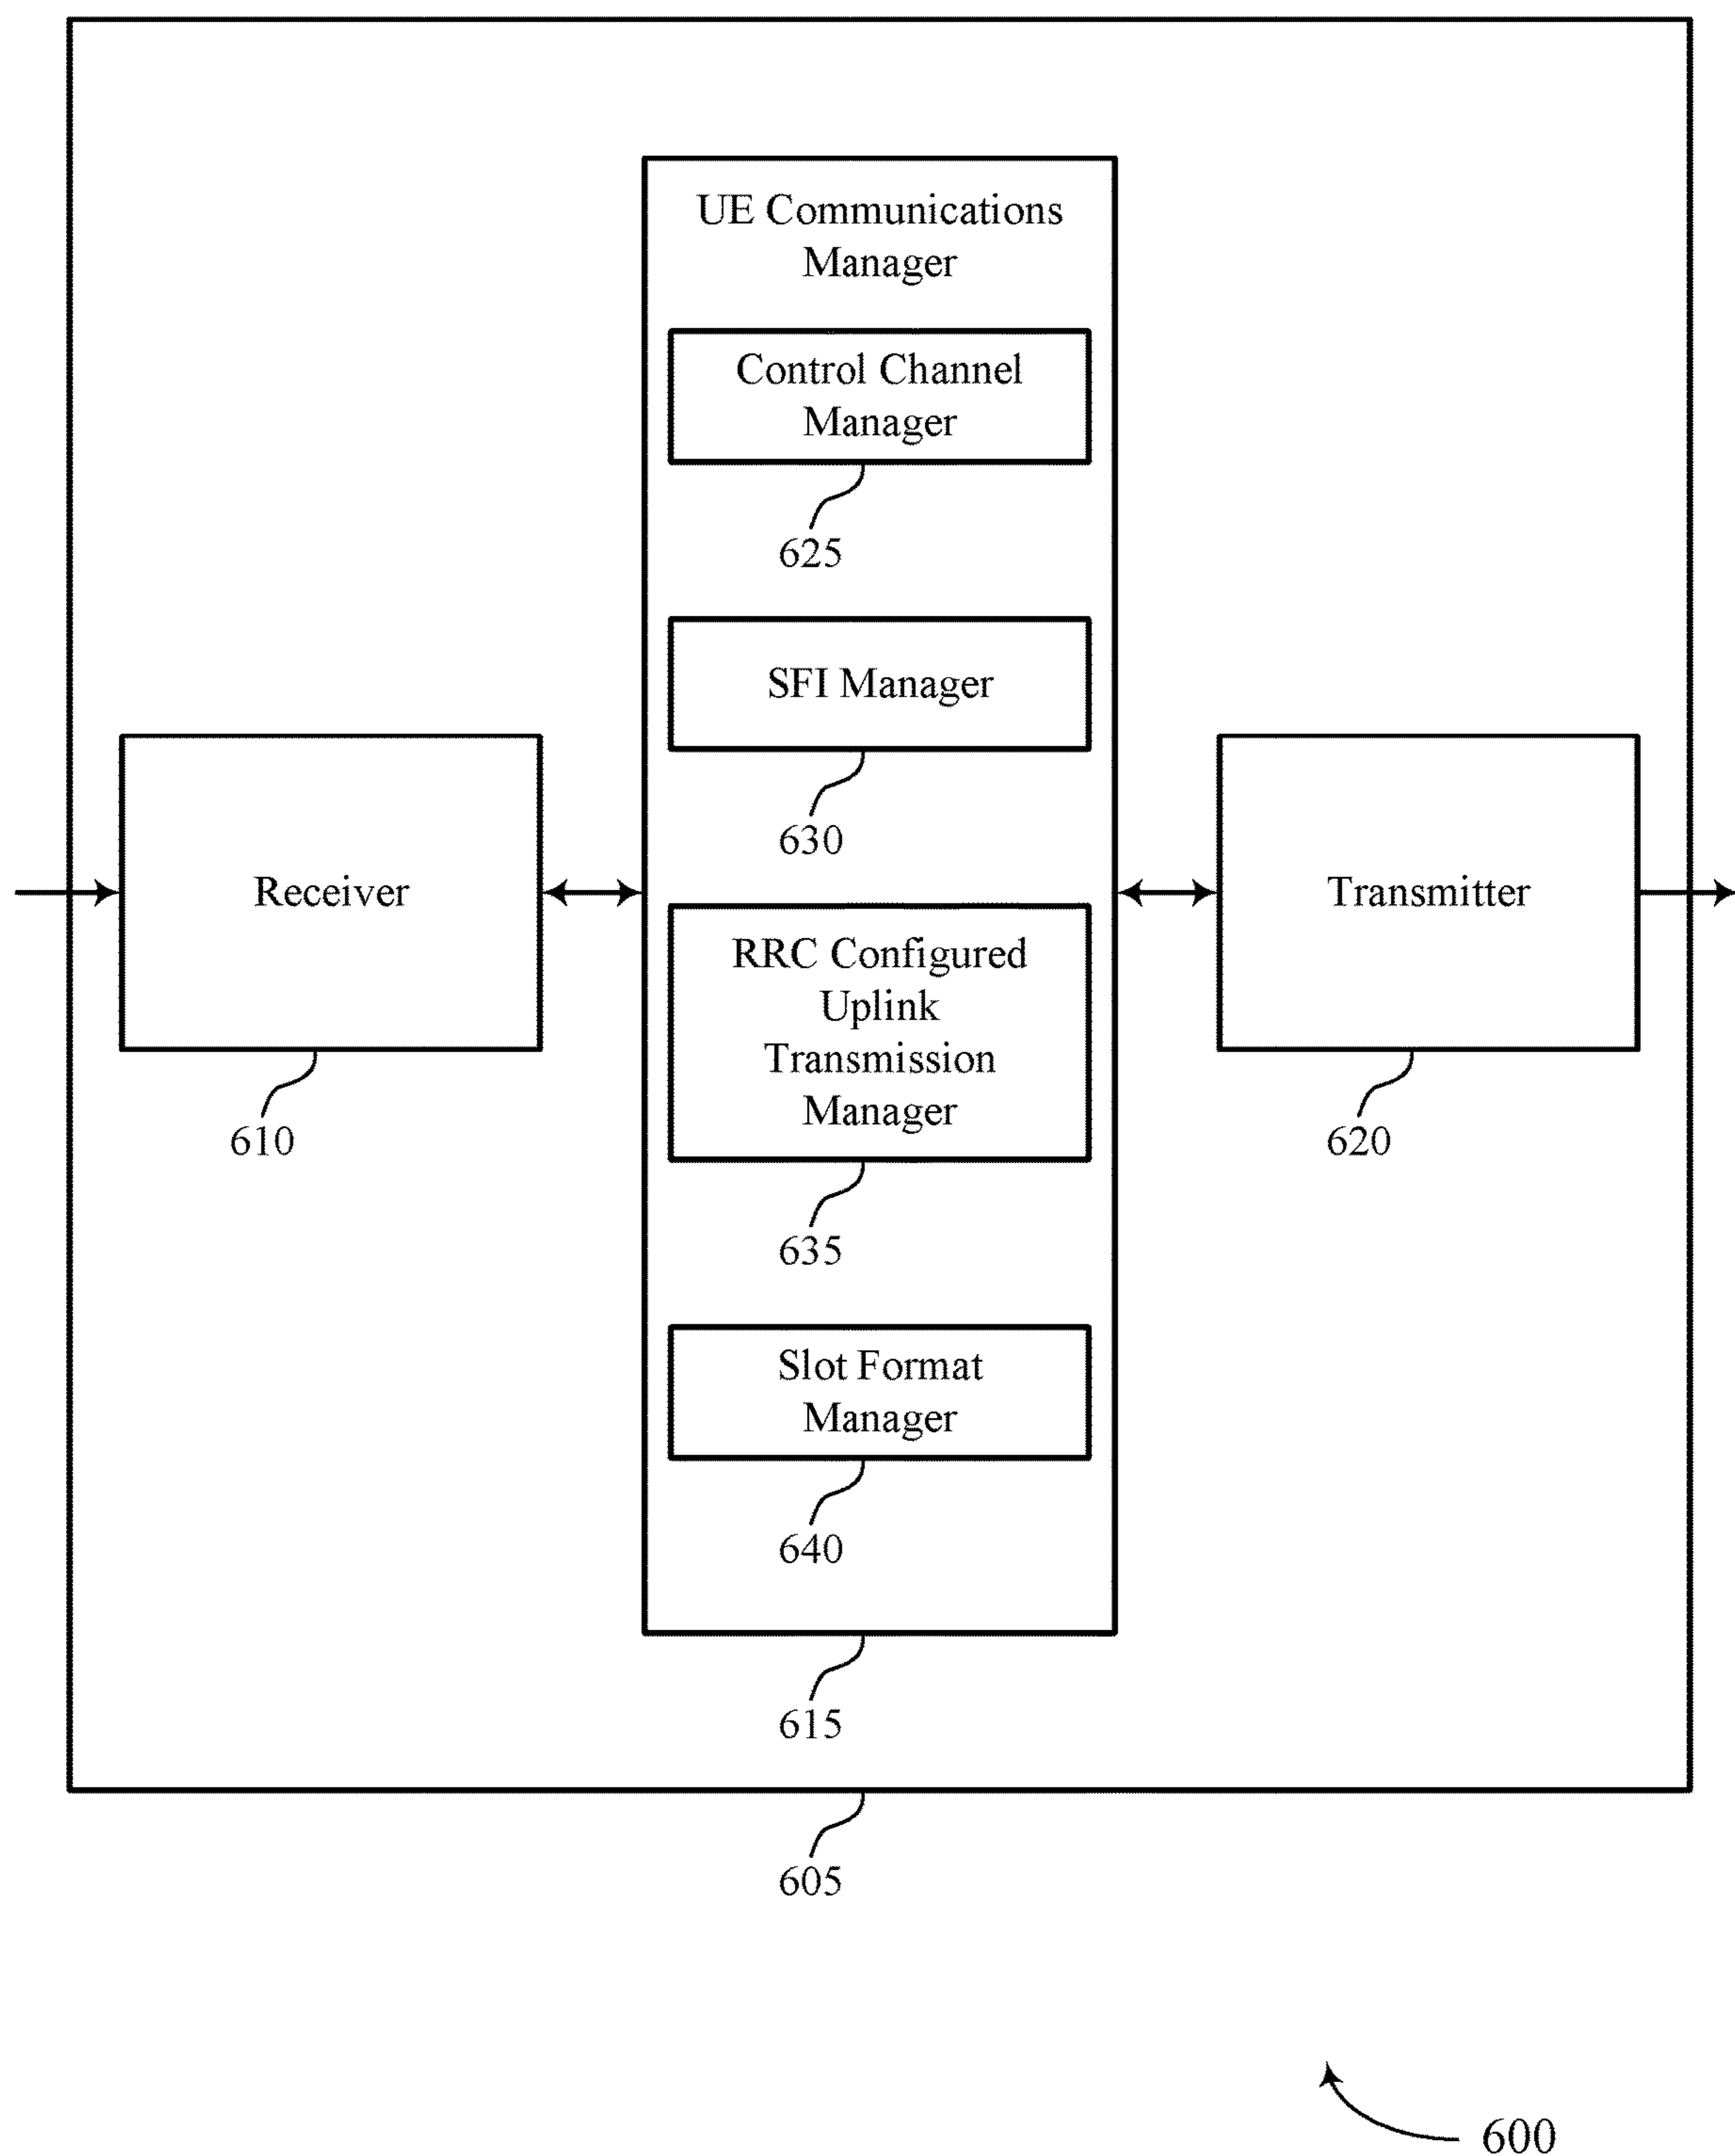 UE Communications
Manager
Control Channel
Manager
625
SFI Manager
630
Receiver
610
RRC Configured
Uplink
Transmission
Manager
635
Transmitter
620
Slot Format
Manager
640
615
605
600